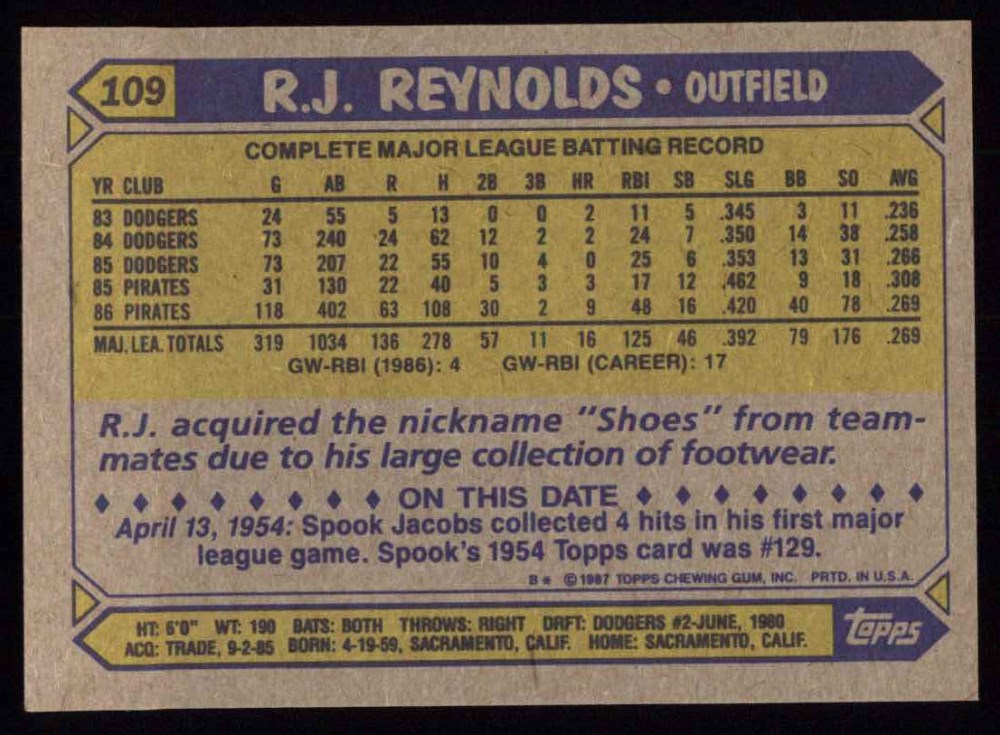 109 R.J. REYNOLDS • OUTFIELD
COMPLETE MAJOR LEAGUE BATTING RECORD
YR CLUB G AB R H 2B 3B HR RBI SB SLG BB SO AVG
83 DODGERS 24 55 5 13 0 0 2 11 5 .345 3 11 .236
84 DODGERS 73 240 24 62 12 2 2 24 7 .350 14 38 .258
85 DODGERS 73 207 22 55 10 4 0 25 6 .353 13 31 .266
85 PIRATES 31 130 22 40 5 3 3 17 12 .462 9 18 .308
86 PIRATES 118 402 63 108 30 2 9 48 16 .420 40 78 .269
MAJ. LEA. TOTALS 319 1034 136 278 57 11 16 125 46 .392 79 176 .269
GW-RBI (1986): 4 GW-RBI (CAREER): 17
R.J. acquired the nickname "Shoes" from team-
mates due to his large collection of footwear.
♦ ♦ ♦ ♦ ♦ ♦ ♦ ♦ ON THIS DATE ♦ ♦ ♦ ♦ ♦ ♦ ♦ ♦
April 13, 1954: Spook Jacobs collected 4 hits in his first major
league game. Spook's 1954 Topps card was #129.
B* ©1987 TOPPS CHEWING GUM, INC. PRTD. IN U.S.A.
HT: 6'0" WT: 190 BATS: BOTH THROWS: RIGHT DRFT: DODGERS #2-JUNE, 1980
ACQ: TRADE, 9-2-85 BORN: 4-19-59, SACRAMENTO, CALIF. HOME: SACRAMENTO, CALIF.
topps